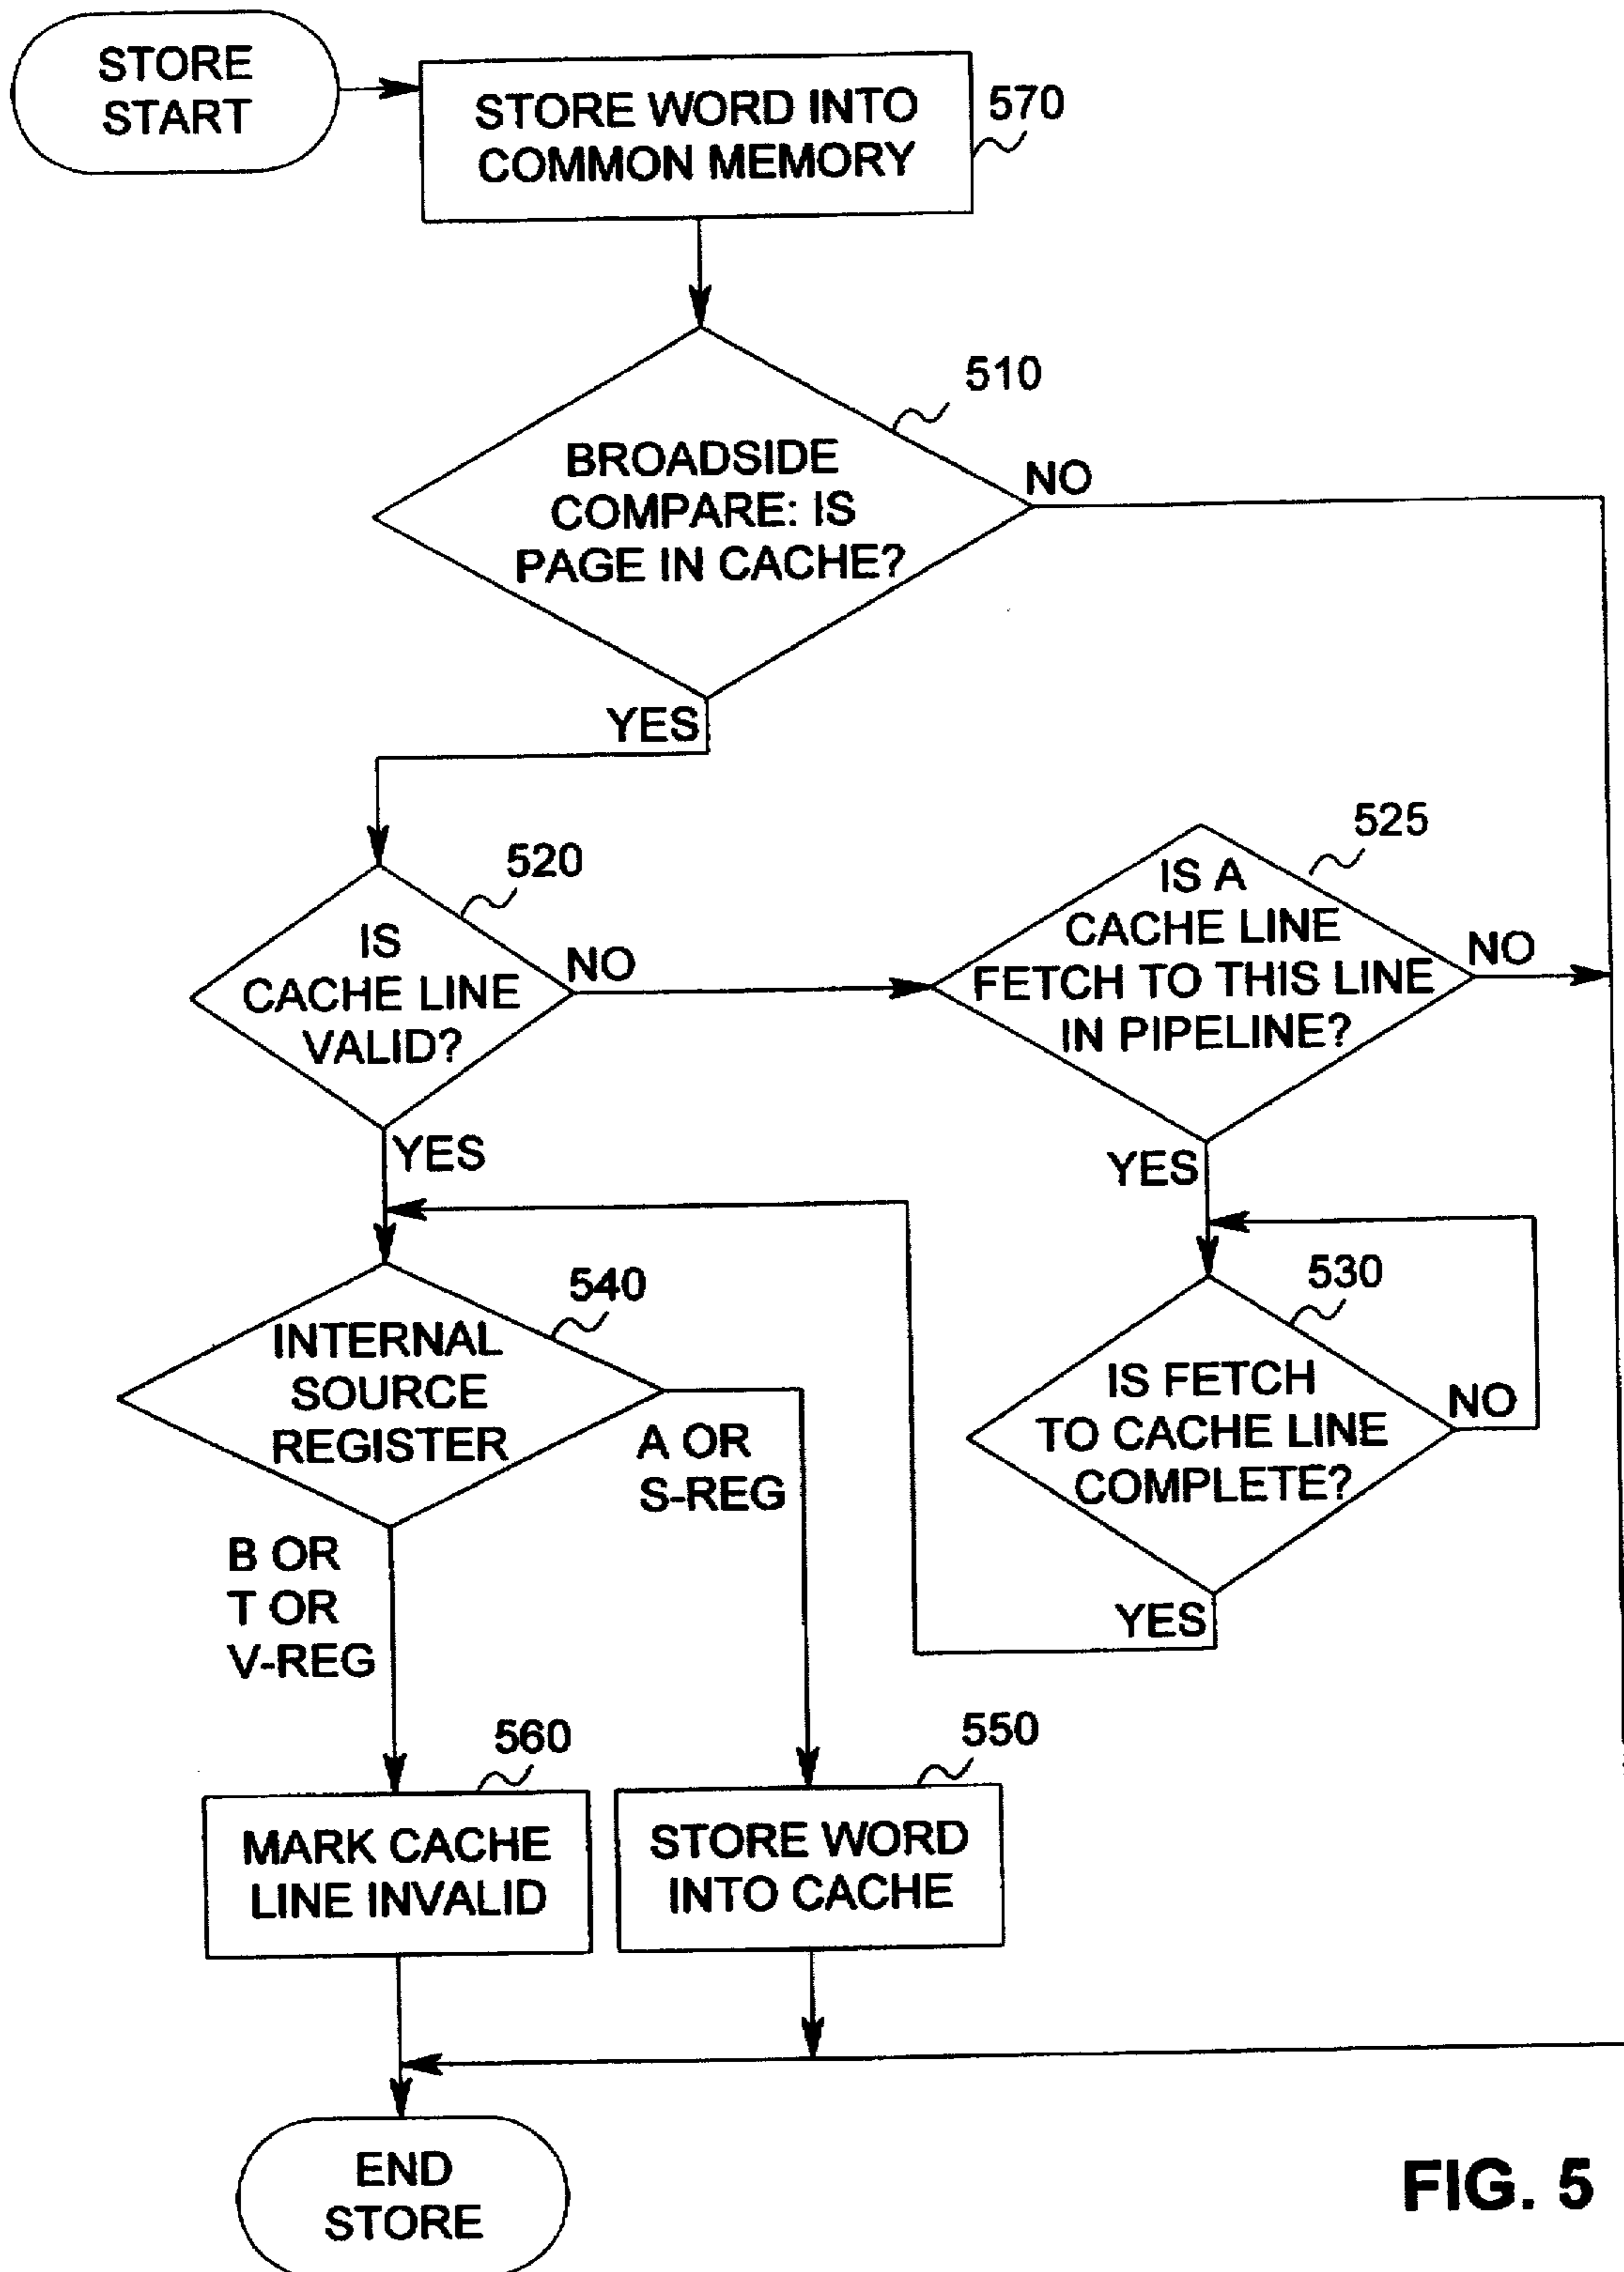 STORE
START
STORE WORD INTO
COMMON MEMORY
570
510
BROADSIDE
COMPARE: IS
PAGE IN CACHE?
NO
YES
520
IS
CACHE LINE
VALID?
NO
YES
525
IS A
CACHE LINE
FETCH TO THIS LINE
IN PIPELINE?
NO
YES
530
IS FETCH
TO CACHE LINE
COMPLETE?
NO
YES
540
INTERNAL
SOURCE
REGISTER
A OR
S-REG
B OR
T OR
V-REG
560
MARK CACHE
LINE INVALID
550
STORE WORD
INTO CACHE
END
STORE
FIG. 5